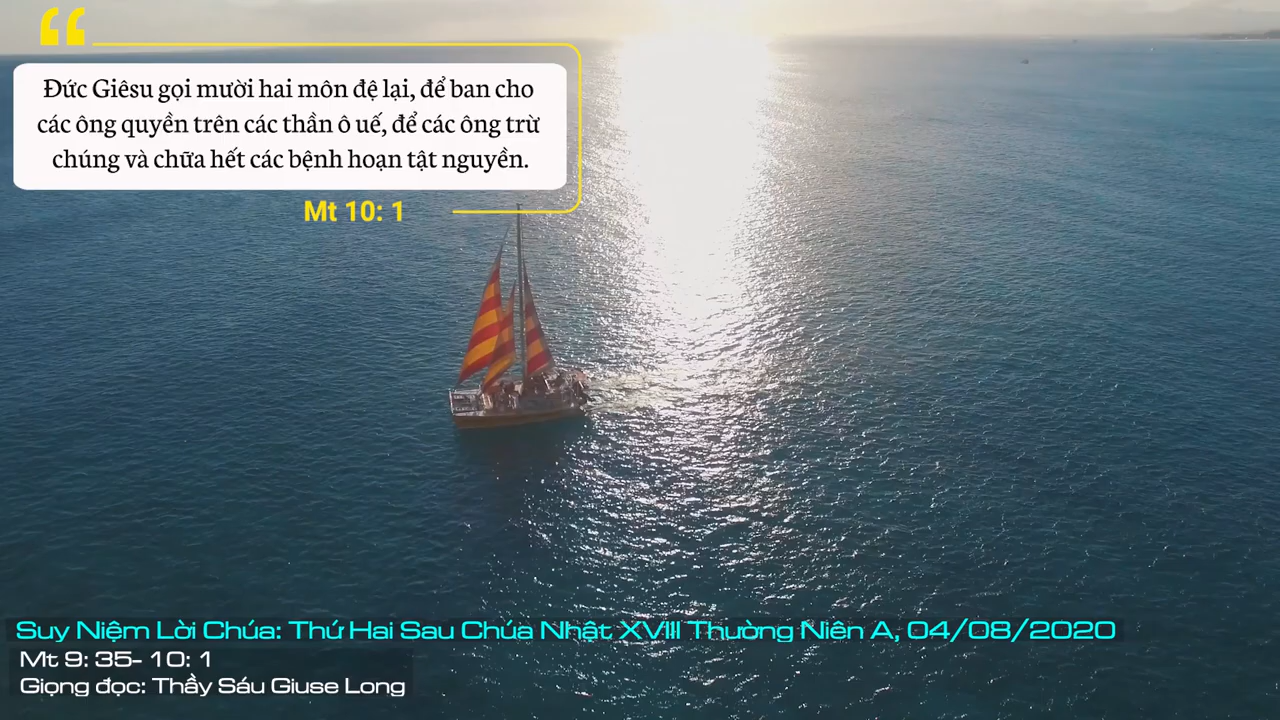 Đức Giêsu gọi mười hai môn đệ lại, để ban cho
các ông quyền trên các thần ô uế, để các ông trừ
chúng và chữa hết các bệnh hoạn tật nguyền.
Mt 10: 1
Suy Niệm Lời Chúa: Thứ Hai Sau Chúa Nhật XVIII Thường Niên A, 04/08/2020
Mt 9: 35- 10: 1
Giọng đọc: Thầy Sáu Giuse Long